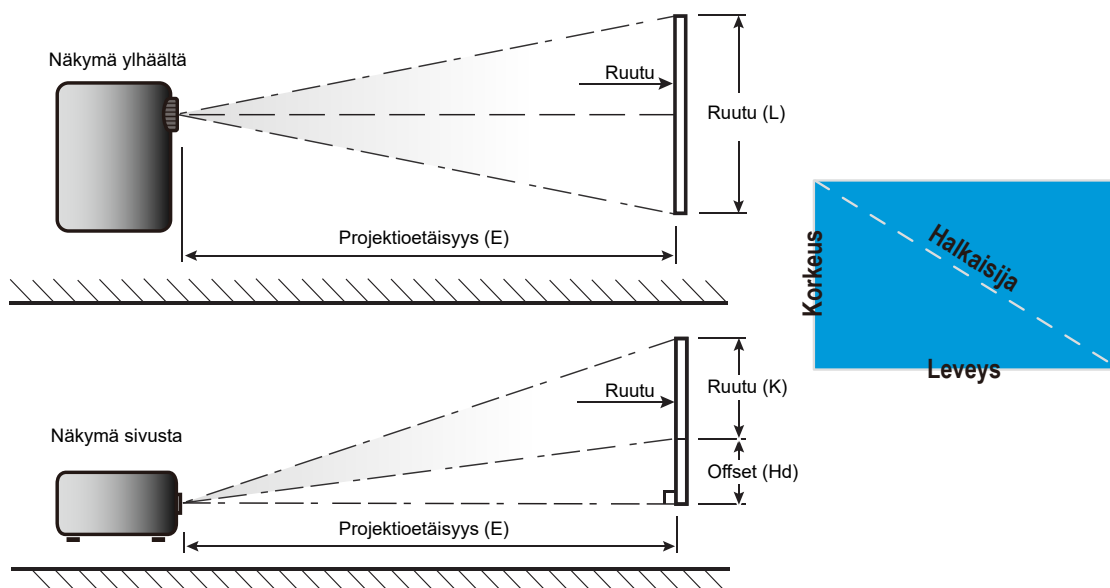 Näkymä ylhäältä
Ruutu
Ruutu (L)
Projektioetäisyys (E)
Korkeus
Halkaisija
Leveys
Näkymä sivusta
Ruutu
Ruutu (K)
Offset (Hd)
Projektioetäisyys (E)